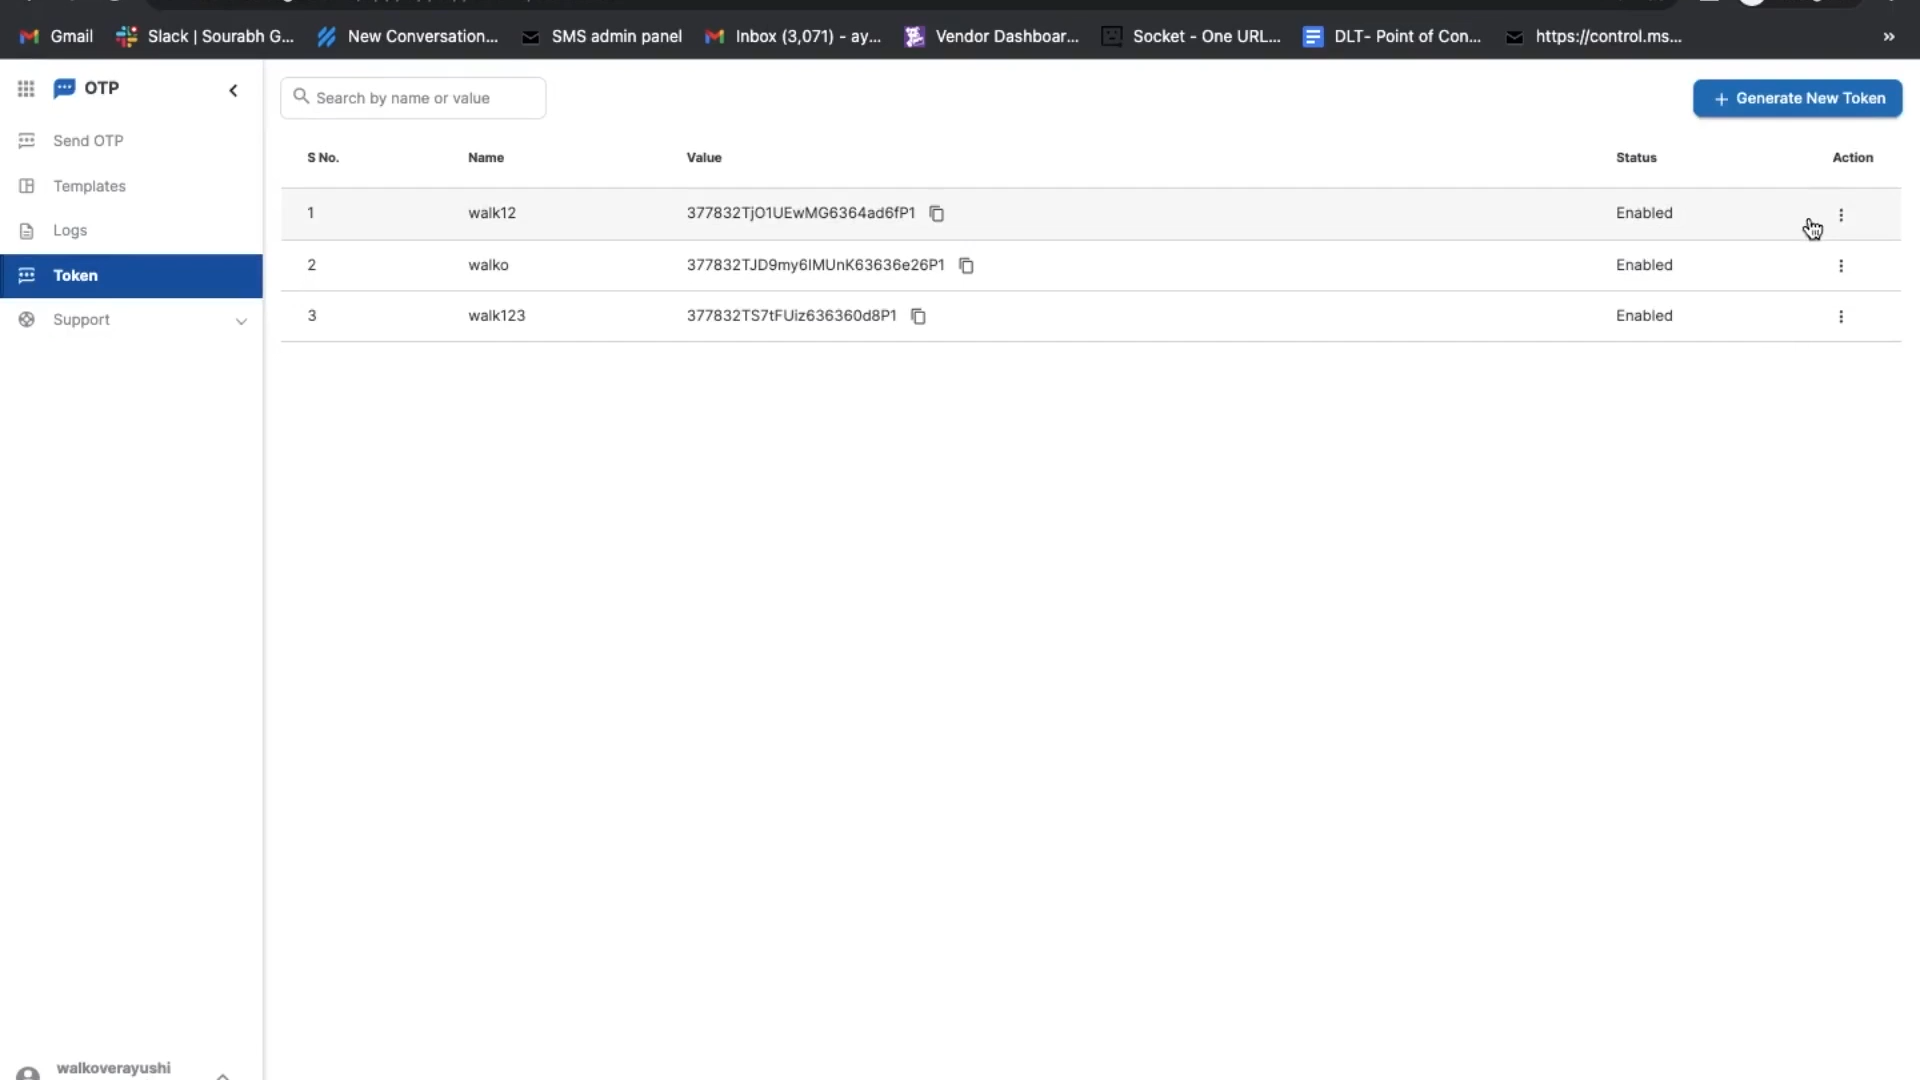 Gmail Slack | Sourabh G... New Conversation... SMS admin panel Inbox (3,071) - ay... Vendor Dashboar... Socket - One URL... DLT- Point of Con... https://control.ms... »
OTP
Search by name or value
+ Generate New Token
Send OTP
Templates
Logs
Token
Support
S No. Name Value Status Action
1 walk12 377832TjO1UEwMG6364ad6fP1 Enabled
2 walko 377832TJD9my6IMUnK63636e26P1 Enabled
3 walk123 377832TS7tFUiz636360d8P1 Enabled
walkoverayushi